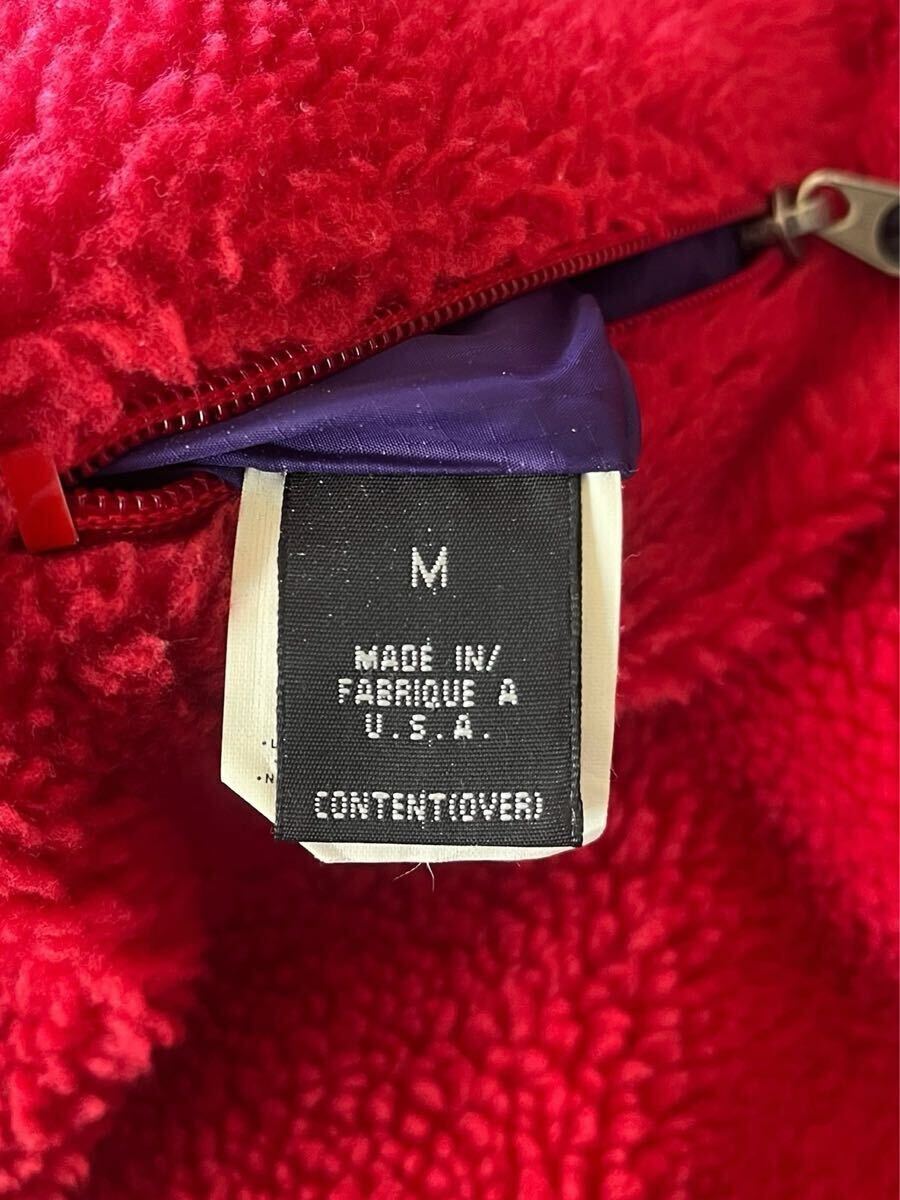 M
MADE IN/
FABRIQUE A
U.S.A.
CONTENT(OVER)
•L
•N